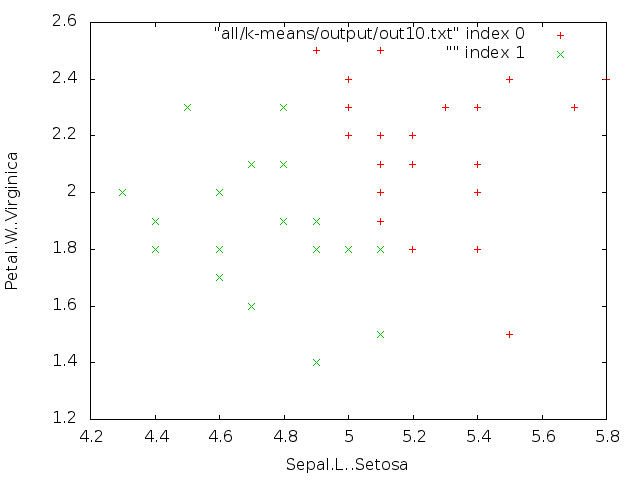 2.6
"all/k-means/output/out10.txt" index 0
"" index 1
2.4
2.2
2
1.8
1.6
1.4
1.2
Petal.W..Virginica
4.2 4.4 4.6 4.8 5 5.2 5.4 5.6 5.8
Sepal.L..Setosa